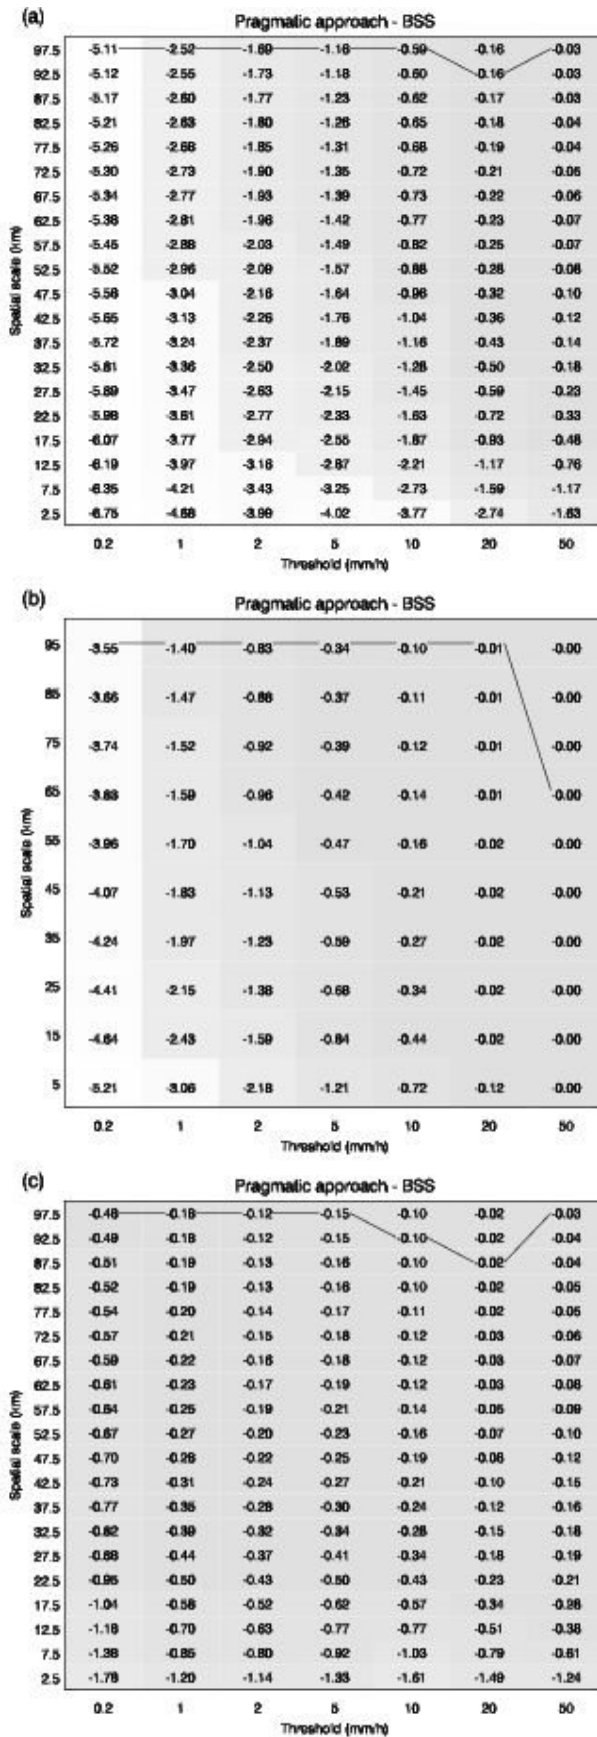 (a)
Pragmatic approach - BSS
97.5 -5.11 -2.52 -1.69 -1.16 -0.59 -0.16 -0.03
92.5 -5.12 -2.55 -1.73 -1.18 -0.60 -0.16 -0.03
87.5 -5.17 -2.60 -1.77 -1.23 -0.62 -0.17 -0.03
82.5 -5.21 -2.63 -1.80 -1.26 -0.65 -0.18 -0.04
77.5 -5.26 -2.68 -1.85 -1.31 -0.68 -0.19 -0.04
72.5 -5.30 -2.73 -1.90 -1.35 -0.72 -0.21 -0.05
67.5 -5.34 -2.77 -1.93 -1.39 -0.73 -0.22 -0.06
62.5 -5.38 -2.81 -1.96 -1.42 -0.77 -0.23 -0.07
57.5 -5.45 -2.88 -2.03 -1.49 -0.82 -0.25 -0.07
52.5 -5.52 -2.96 -2.09 -1.57 -0.88 -0.28 -0.08
47.5 -5.58 -3.04 -2.16 -1.64 -0.96 -0.32 -0.10
42.5 -5.65 -3.13 -2.26 -1.76 -1.04 -0.36 -0.12
37.5 -5.72 -3.24 -2.37 -1.89 -1.16 -0.43 -0.14
32.5 -5.81 -3.36 -2.50 -2.02 -1.28 -0.50 -0.18
27.5 -5.89 -3.47 -2.63 -2.15 -1.45 -0.59 -0.23
22.5 -5.98 -3.61 -2.77 -2.33 -1.63 -0.72 -0.33
17.5 -6.07 -3.77 -2.94 -2.55 -1.87 -0.93 -0.48
12.5 -6.19 -3.97 -3.16 -2.87 -2.21 -1.17 -0.76
7.5 -6.35 -4.21 -3.43 -3.25 -2.73 -1.59 -1.17
2.5 -6.75 -4.68 -3.99 -4.02 -3.77 -2.74 -1.63
0.2 1 2 5 10 20 50
Threshold (mm/h)
Spatial scale (km)
(b)
Pragmatic approach - BSS
95 -3.55 -1.40 -0.83 -0.34 -0.10 -0.01 -0.00
85 -3.66 -1.47 -0.88 -0.37 -0.11 -0.01 -0.00
75 -3.74 -1.52 -0.92 -0.39 -0.12 -0.01 -0.00
65 -3.83 -1.59 -0.96 -0.42 -0.14 -0.01 -0.00
55 -3.96 -1.70 -1.04 -0.47 -0.16 -0.02 -0.00
45 -4.07 -1.83 -1.13 -0.53 -0.21 -0.02 -0.00
35 -4.24 -1.97 -1.23 -0.59 -0.27 -0.02 -0.00
25 -4.41 -2.15 -1.38 -0.68 -0.34 -0.02 -0.00
15 -4.64 -2.43 -1.59 -0.84 -0.44 -0.02 -0.00
5 -5.21 -3.06 -2.18 -1.21 -0.72 -0.12 -0.00
0.2 1 2 5 10 20 50
Threshold (mm/h)
Spatial scale (km)
(c)
Pragmatic approach - BSS
97.5 -0.48 -0.18 -0.12 -0.15 -0.10 -0.02 -0.03
92.5 -0.49 -0.18 -0.12 -0.15 -0.10 -0.02 -0.04
87.5 -0.51 -0.19 -0.13 -0.16 -0.10 -0.02 -0.04
82.5 -0.52 -0.19 -0.13 -0.16 -0.10 -0.02 -0.05
77.5 -0.54 -0.20 -0.14 -0.17 -0.11 -0.02 -0.05
72.5 -0.57 -0.21 -0.15 -0.18 -0.12 -0.03 -0.06
67.5 -0.59 -0.22 -0.16 -0.18 -0.12 -0.03 -0.07
62.5 -0.61 -0.23 -0.17 -0.19 -0.12 -0.03 -0.08
57.5 -0.64 -0.25 -0.19 -0.21 -0.14 -0.05 -0.09
52.5 -0.67 -0.27 -0.20 -0.23 -0.16 -0.07 -0.10
47.5 -0.70 -0.28 -0.22 -0.25 -0.19 -0.08 -0.12
42.5 -0.73 -0.31 -0.24 -0.27 -0.21 -0.10 -0.15
37.5 -0.77 -0.35 -0.28 -0.30 -0.24 -0.12 -0.16
32.5 -0.82 -0.39 -0.32 -0.34 -0.28 -0.15 -0.18
27.5 -0.88 -0.44 -0.37 -0.41 -0.34 -0.18 -0.19
22.5 -0.95 -0.50 -0.43 -0.50 -0.43 -0.23 -0.21
17.5 -1.04 -0.58 -0.52 -0.62 -0.57 -0.34 -0.28
12.5 -1.18 -0.70 -0.63 -0.77 -0.77 -0.51 -0.38
7.5 -1.38 -0.85 -0.80 -0.92 -1.03 -0.79 -0.61
2.5 -1.78 -1.20 -1.14 -1.33 -1.61 -1.49 -1.24
0.2 1 2 5 10 20 50
Threshold (mm/h)
Spatial scale (km)